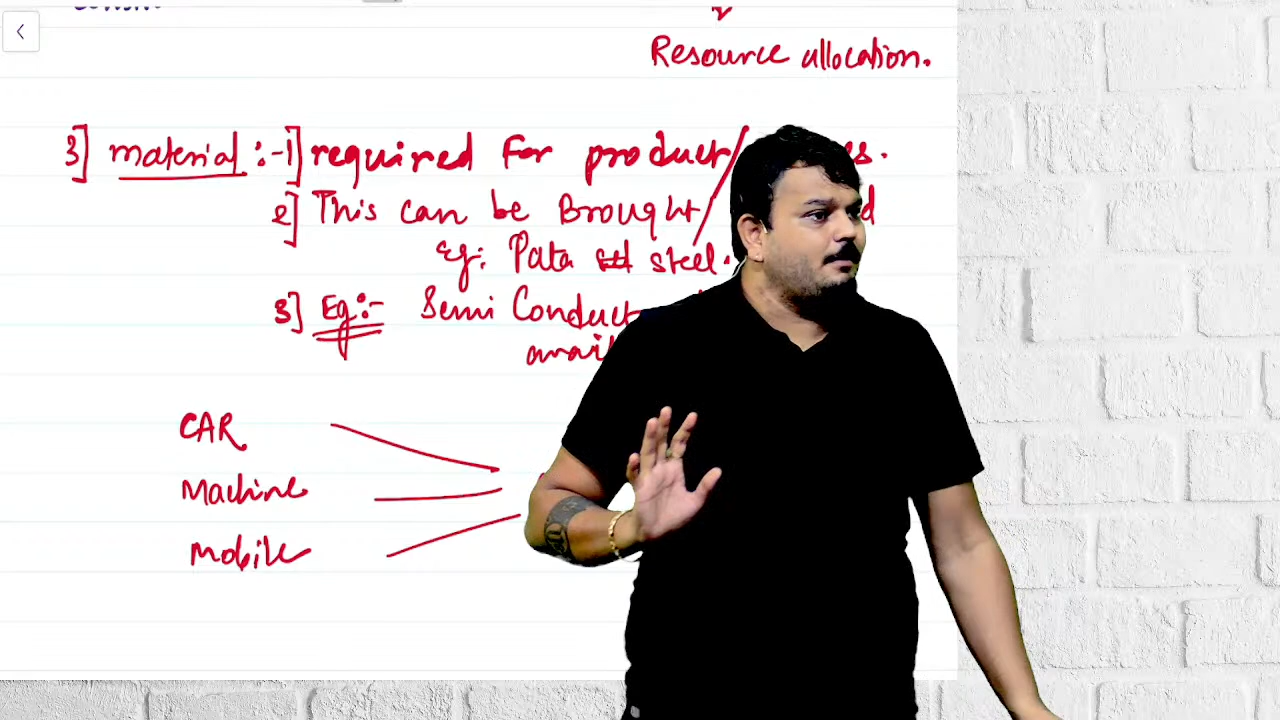 Resource allocation.
3] material :- 1] required for product/
2] This can be Brought/
Eg: Tata steel.
3] Eg:- Semi Conduct
avail
CAR
Machine
Mobile